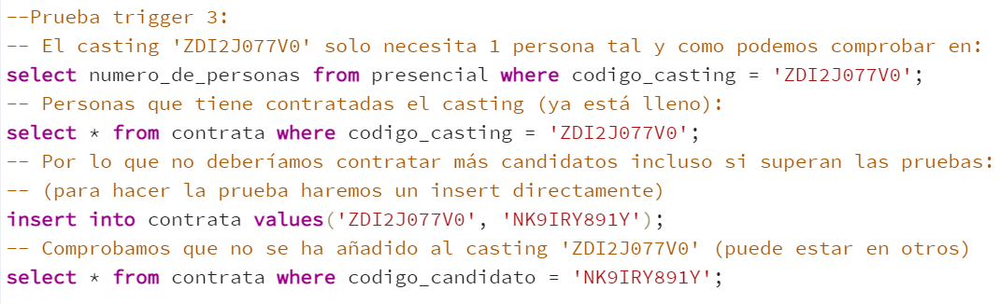 --Prueba trigger 3:
-- El casting 'ZDI2J077V0' solo necesita 1 persona tal y como podemos comprobar en:
select numero_de_personas from presencial where codigo_casting = 'ZDI2J077V0';
-- Personas que tiene contratadas el casting (ya está lleno):
select * from contrata where codigo_casting = 'ZDI2J077V0';
-- Por lo que no deberíamos contratar más candidatos incluso si superan las pruebas:
-- (para hacer la prueba haremos un insert directamente)
insert into contrata values('ZDI2J077V0', 'NK9IRY891Y');
-- Comprobamos que no se ha añadido al casting 'ZDI2J077V0' (puede estar en otros)
select * from contrata where codigo_candidato = 'NK9IRY891Y';